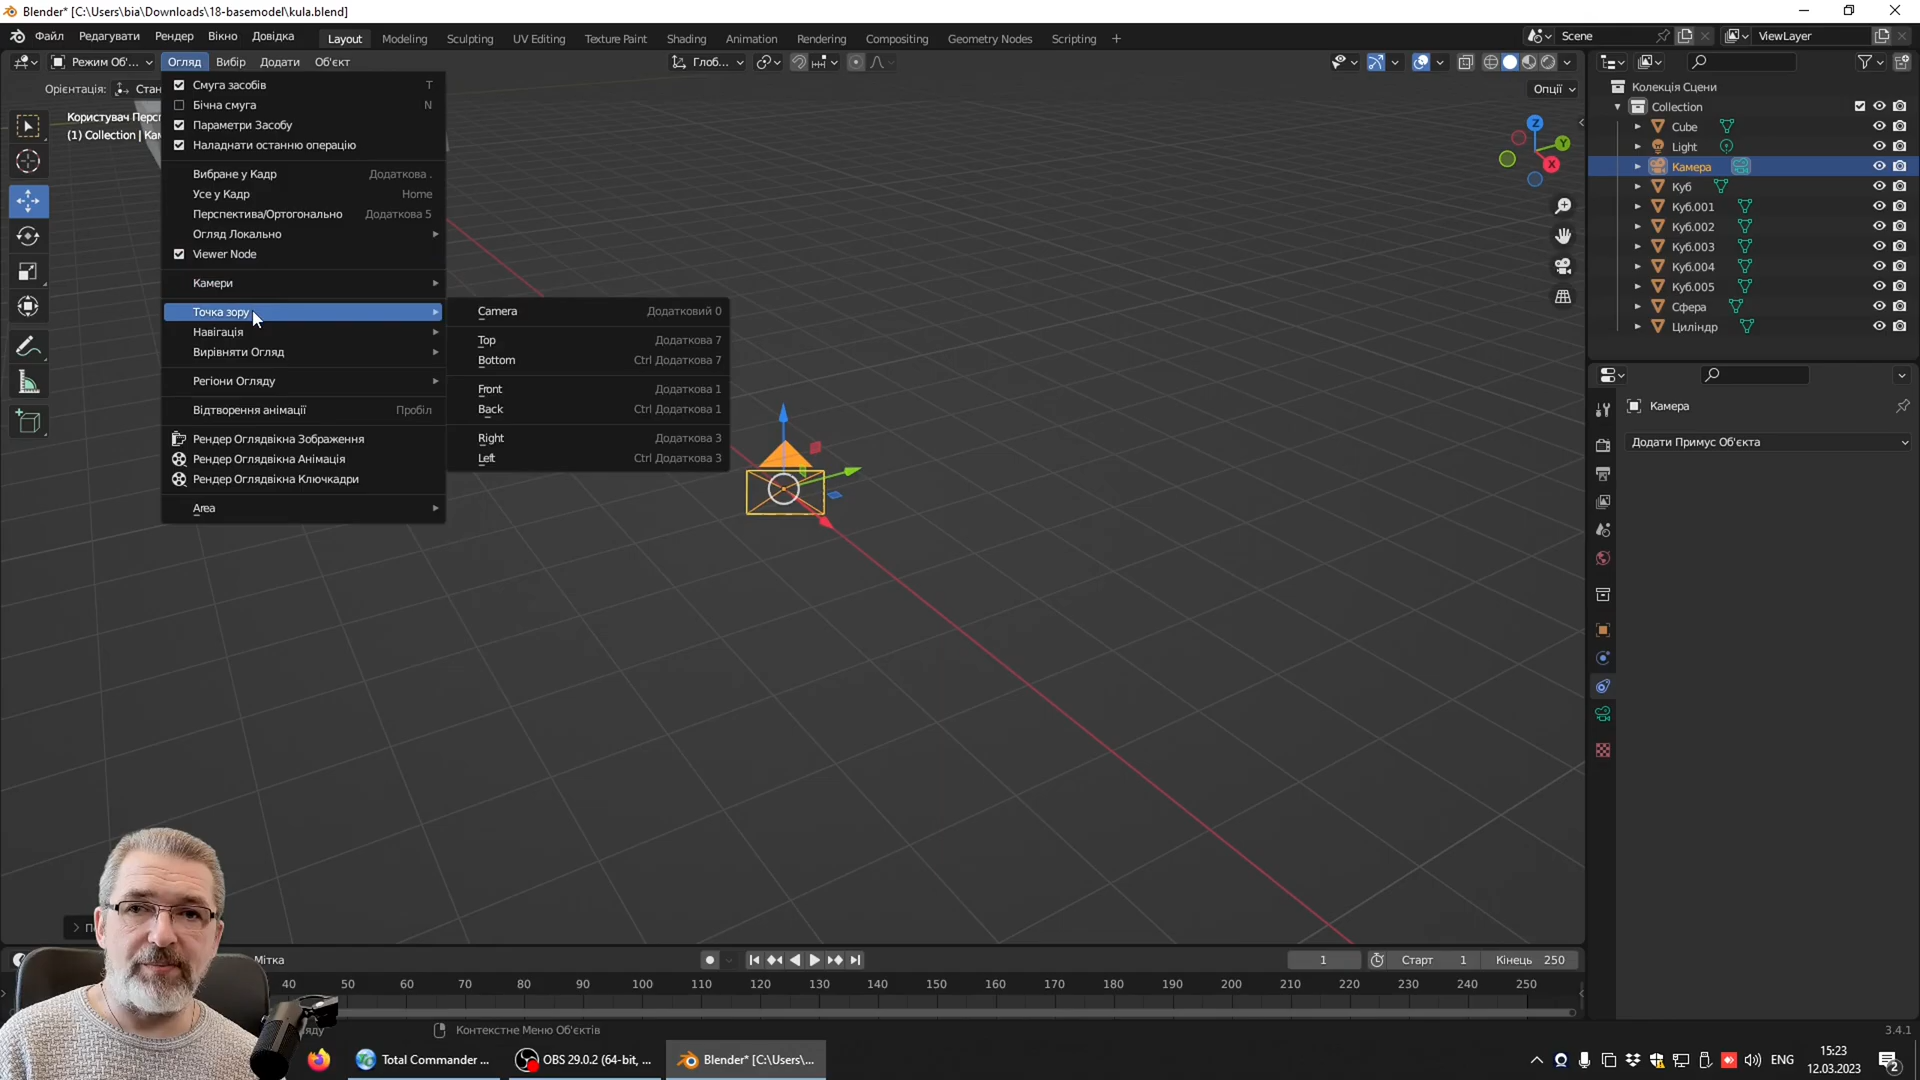 Blender* [C:\Users\bia\Downloads\18-basemodel\kula.blend]
Файл Редагувати Рендер Вікно Довідка Layout Modeling Sculpting UV Editing Texture Paint Shading Animation Rendering Compositing Geometry Nodes Scripting + Scene ViewLayer
Режим Об'... Огляд Вибір Додати Об'єкт Глоб...
Орієнтація: Опції
Користувач
(1) Collection |
Смуга засобів T
Бічна смуга N
Параметри Засобу
Наладнати останню операцію
Вибране у Кадр Додаткова .
Усе у Кадр Home
Перспектива/Ортогонально Додаткова 5
Огляд Локально
Viewer Node
Камери
Точка зору
Навігація
Вирівняти Огляд
Регіони Огляду
Відтворення анімації Пробіл
Рендер Оглядвікна Зображення
Рендер Оглядвікна Анімація
Рендер Оглядвікна Ключкадри
Area
Camera Додатковий 0
Top Додаткова 7
Bottom Ctrl Додаткова 7
Front Додаткова 1
Back Ctrl Додаткова 1
Right Додаткова 3
Left Ctrl Додаткова 3
Z
Y
X
Колекція Сцени
Collection
Cube
Light
Камера
Куб
Куб.001
Куб.002
Куб.003
Куб.004
Куб.005
Сфера
Циліндр
Камера
Додати Примус Об'єкта
Мітка 1 Старт 1 Кінець 250
40 50 60 70 80 90 100 110 120 130 140 150 160 170 180 190 200 210 220 230 240 250
Контекстне Меню Об'єктів 3.4.1
Total Commander ... OBS 29.0.2 (64-bit, ... Blender* [C:\Users\... ENG 15:23
12.03.2023 2